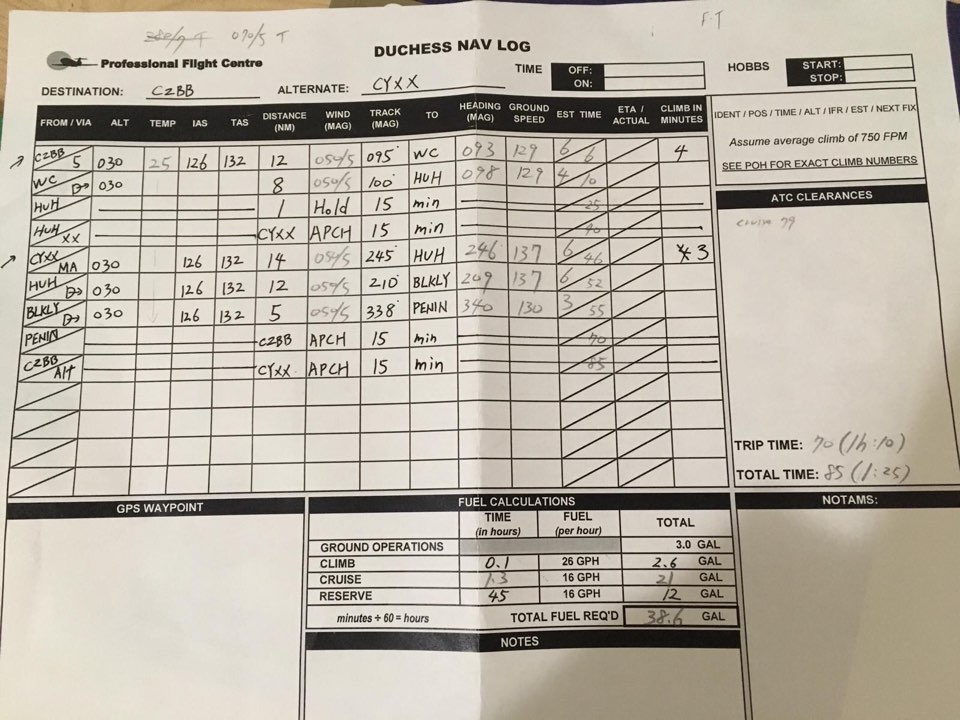 070/5 T
F.T
DUCHESS NAV LOG
Professional Flight Centre
DESTINATION: CZBB
ALTERNATE: CYXX
TIME OFF:
ON:
HOBBS START:
STOP:
FROM / VIA ALT TEMP IAS TAS DISTANCE (NM) WIND (MAG) TRACK (MAG) TO HEADING (MAG) GROUND SPEED EST TIME ETA / ACTUAL CLIMB IN MINUTES
CZBB 5 030 25 126 132 12 050/5 095° WC 093 129 6 6 4
WC D→ 030 8 050/5 100° HUH 098 129 4 10
HUH 1 Hold 15 min 25
HUH XX CYXX APCH 15 min 40
CYXX MA 030 126 132 14 050/5 245° HUH 246 137 6 46 3
HUH D→ 030 126 132 12 050/5 210° BLKLY 209 137 6 52
BLKLY D→ 030 126 132 5 050/5 338° PENIN 340 130 3 55
PENIN CZBB APCH 15 min 70
CZBB Alt CYXX APCH 15 min 85
IDENT / POS / TIME / ALT / IFR / EST / NEXT FIX
Assume average climb of 750 FPM
SEE POH FOR EXACT CLIMB NUMBERS
ATC CLEARANCES
TRIP TIME: 70 (1h:10)
TOTAL TIME: 85 (1:25)
GPS WAYPOINT
FUEL CALCULATIONS
TIME (in hours) FUEL (per hour) TOTAL
GROUND OPERATIONS 3.0 GAL
CLIMB 0.1 26 GPH 2.6 GAL
CRUISE 1.3 16 GPH 21 GAL
RESERVE 45 16 GPH 12 GAL
minutes ÷ 60 = hours TOTAL FUEL REQ'D 38.6 GAL
NOTES
NOTAMS: